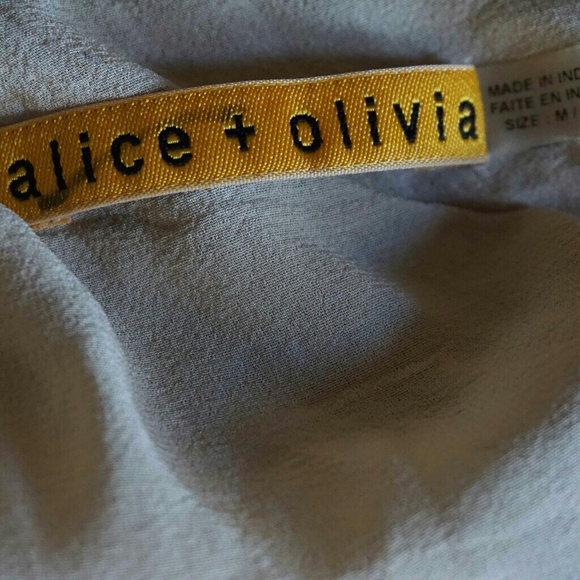 alice + olivia
MADE IN IND
FAITE EN IN
SIZE : M